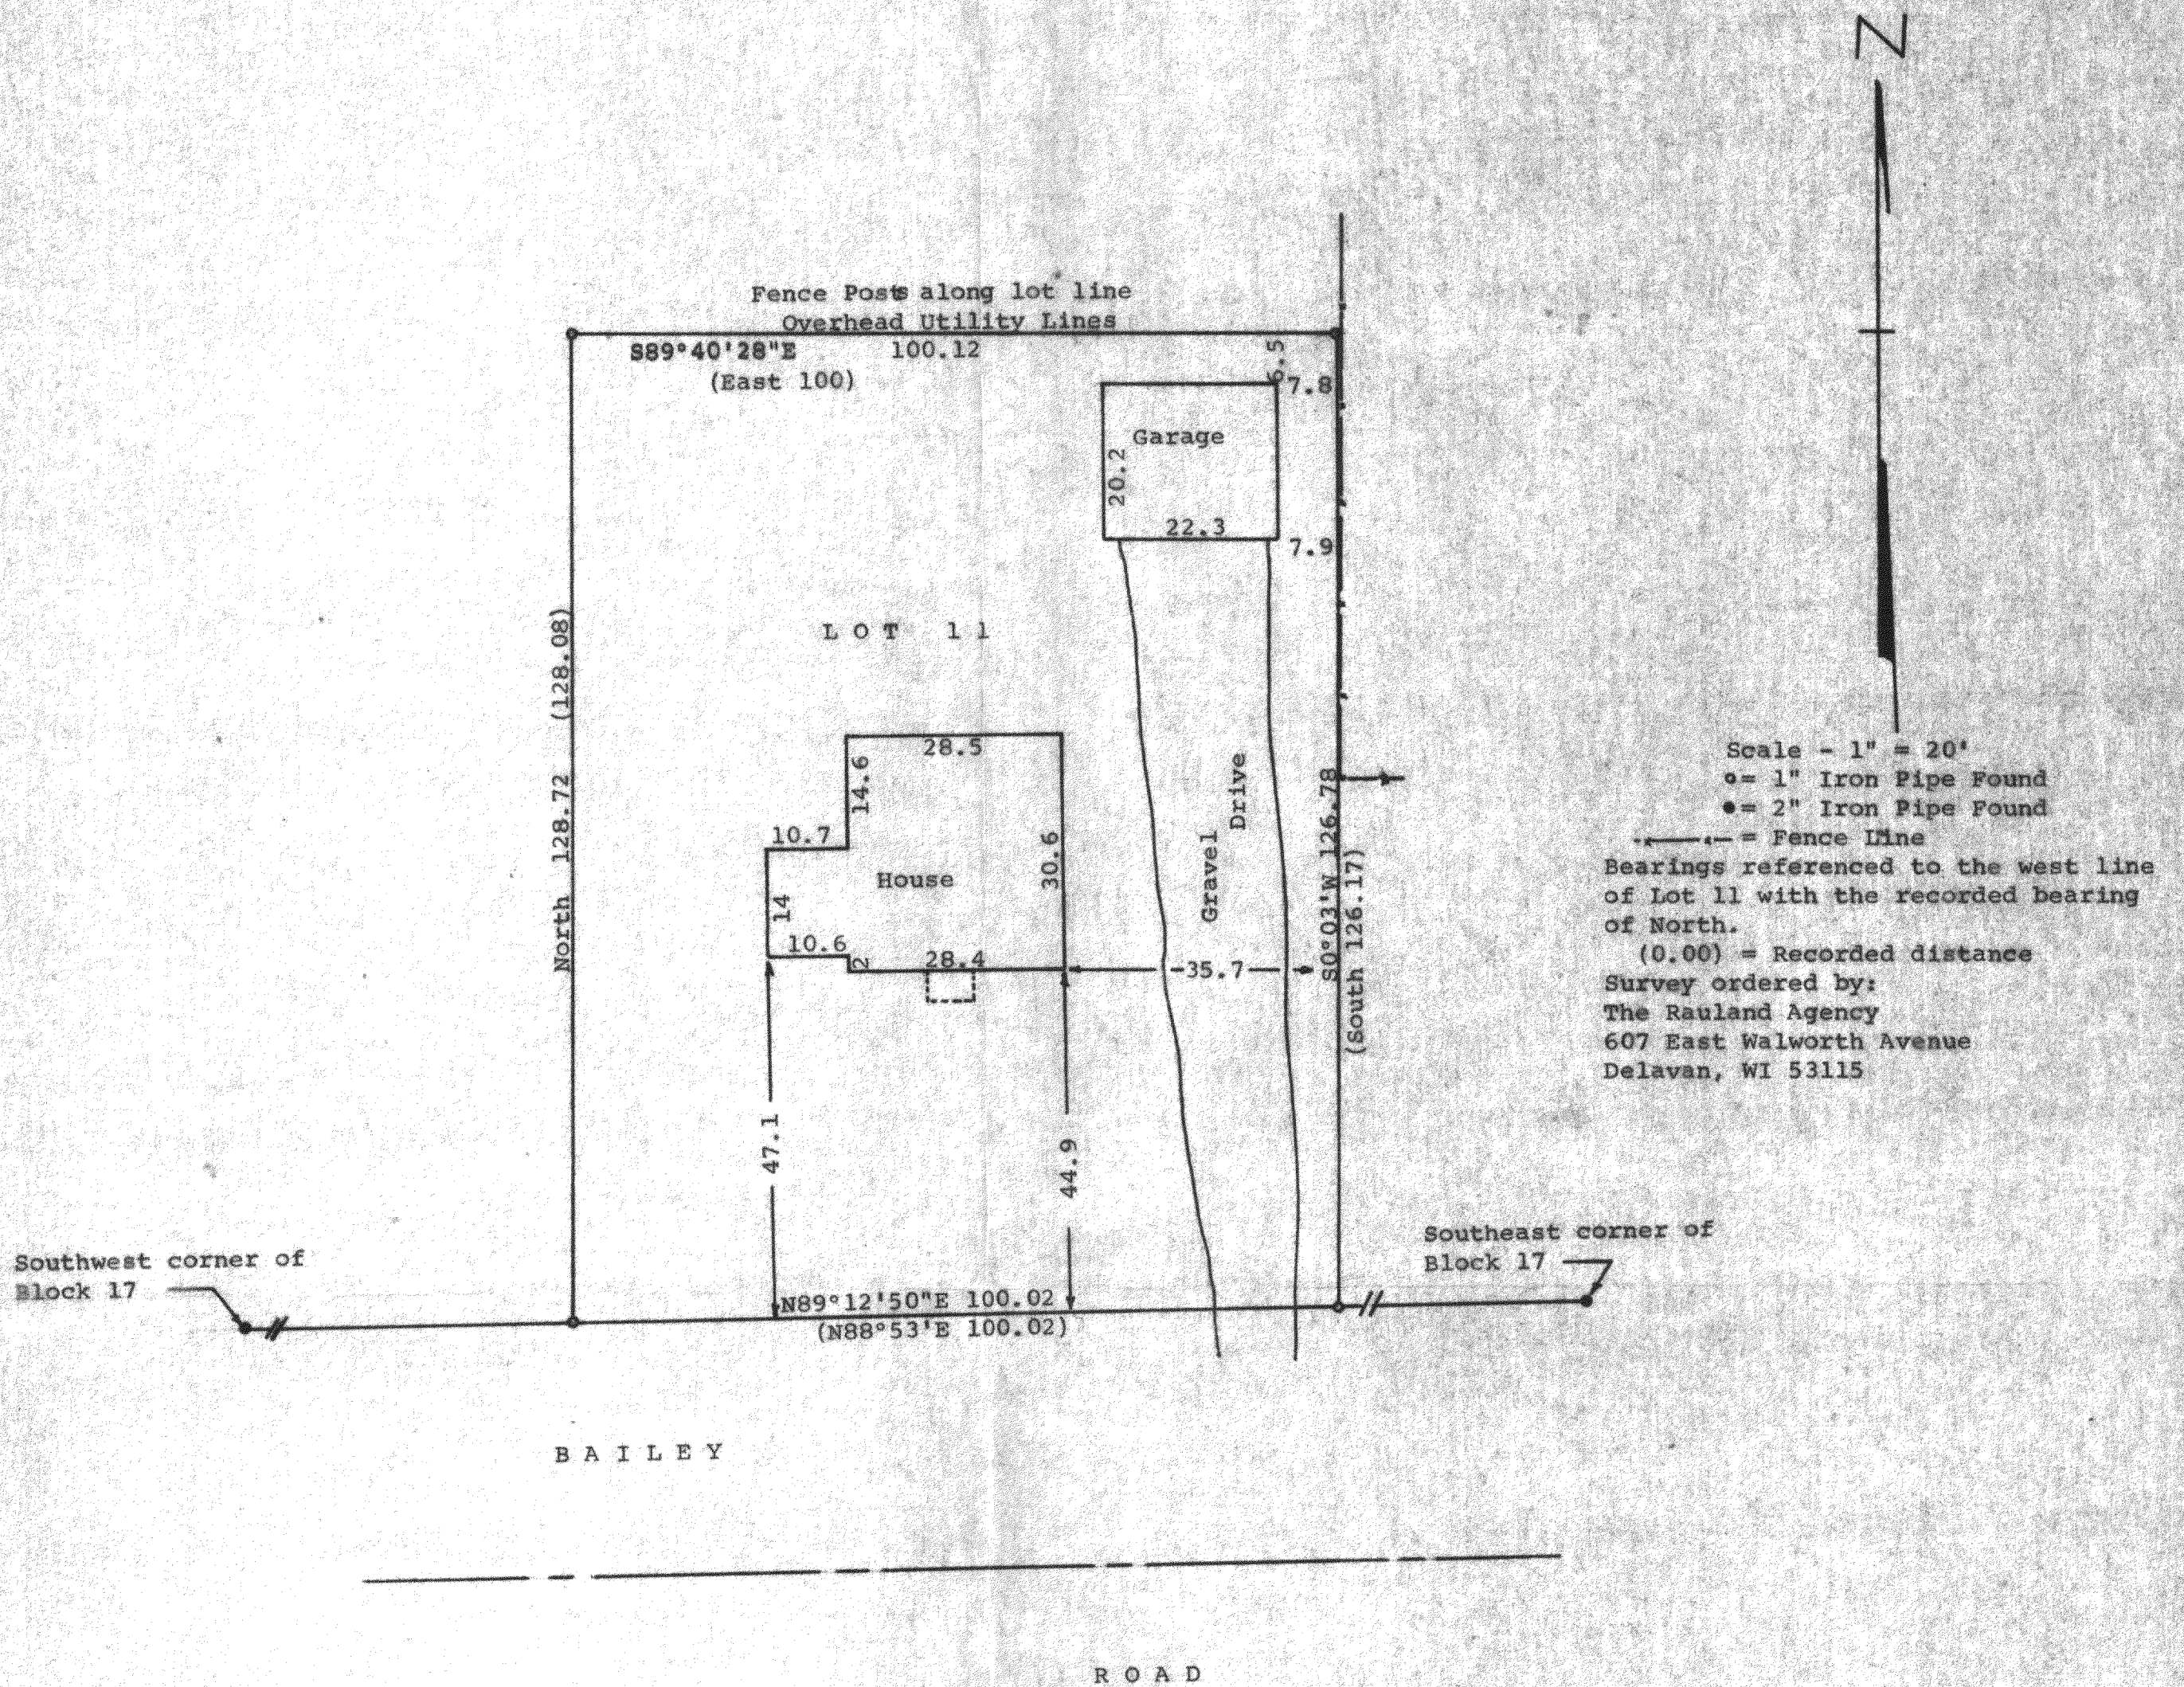 N
Fence Posts along lot line
Overhead Utility Lines
S89°40'28"E 100.12
(East 100)
6.5
7.8
Garage
20.2
22.3
7.9
LOT 11
North 128.72 (128.08)
28.5
14.6
10.7
House
30.6
14
10.6
2
28.4
35.7
Gravel
Drive
S0°03'W 126.78
(South 126.17)
47.1
44.9
Scale - 1" = 20'
= 1" Iron Pipe Found
= 2" Iron Pipe Found
= Fence Line
Bearings referenced to the west line
of Lot 11 with the recorded bearing
of North.
(0.00) = Recorded distance
Survey ordered by:
The Rauland Agency
607 East Walworth Avenue
Delavan, WI 53115
Southwest corner of
Block 17
Southeast corner of
Block 17
N89°12'50"E 100.02
(N88°53'E 100.02)
BAILEY
ROAD